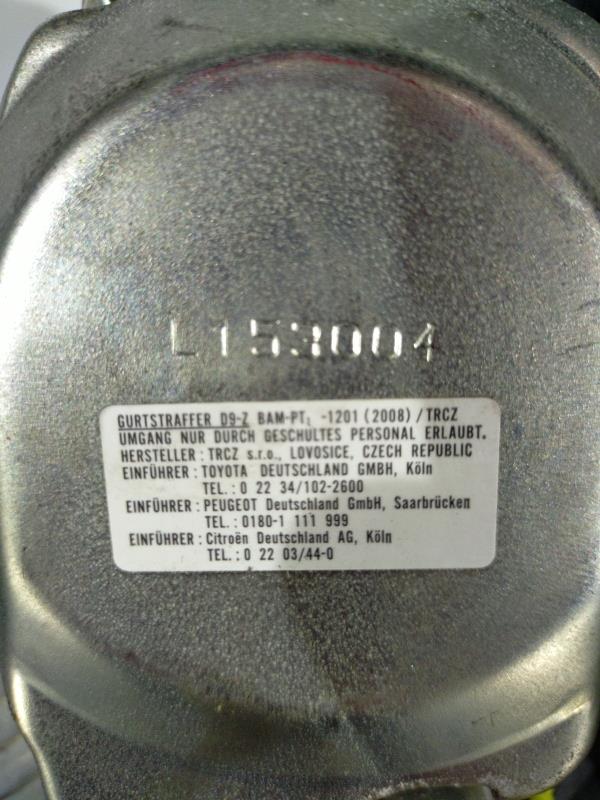 L153004
GURTSTRAFFER D9-Z BAM-PT₁ -1201 (2008) / TRCZ
UMGANG NUR DURCH GESCHULTES PERSONAL ERLAUBT.
HERSTELLER : TRCZ s.r.o., LOVOSICE, CZECH REPUBLIC
EINFÜHRER : TOYOTA DEUTSCHLAND GMBH, Köln
TEL. : 0 22 34/102-2600
EINFÜHRER : PEUGEOT Deutschland GmbH, Saarbrücken
TEL. : 0180-1 111 999
EINFÜHRER : Citroën Deutschland AG, Köln
TEL. : 0 22 03/44-0